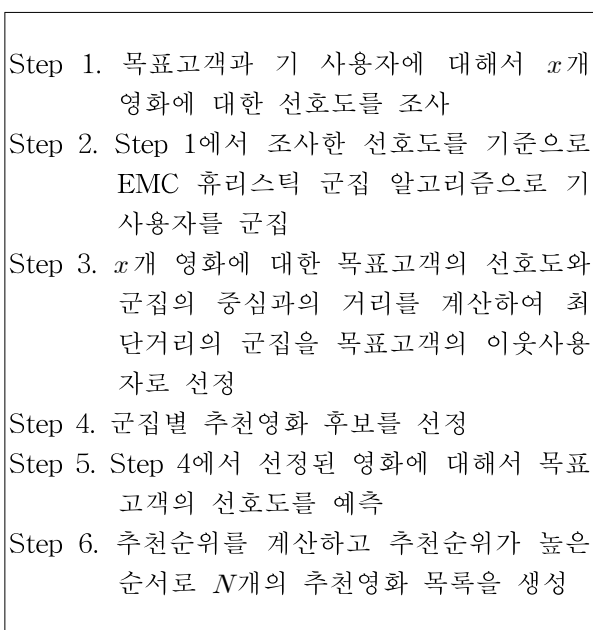 Step 1. 목표고객과 기 사용자에 대해서 x개
영화에 대한 선호도를 조사
Step 2. Step 1에서 조사한 선호도를 기준으로
EMC 휴리스틱 군집 알고리즘으로 기
사용자를 군집
Step 3. x개 영화에 대한 목표고객의 선호도와
군집의 중심과의 거리를 계산하여 최
단거리의 군집을 목표고객의 이웃사용
자로 선정
Step 4. 군집별 추천영화 후보를 선정
Step 5. Step 4에서 선정된 영화에 대해서 목표
고객의 선호도를 예측
Step 6. 추천순위를 계산하고 추천순위가 높은
순서로 N개의 추천영화 목록을 생성